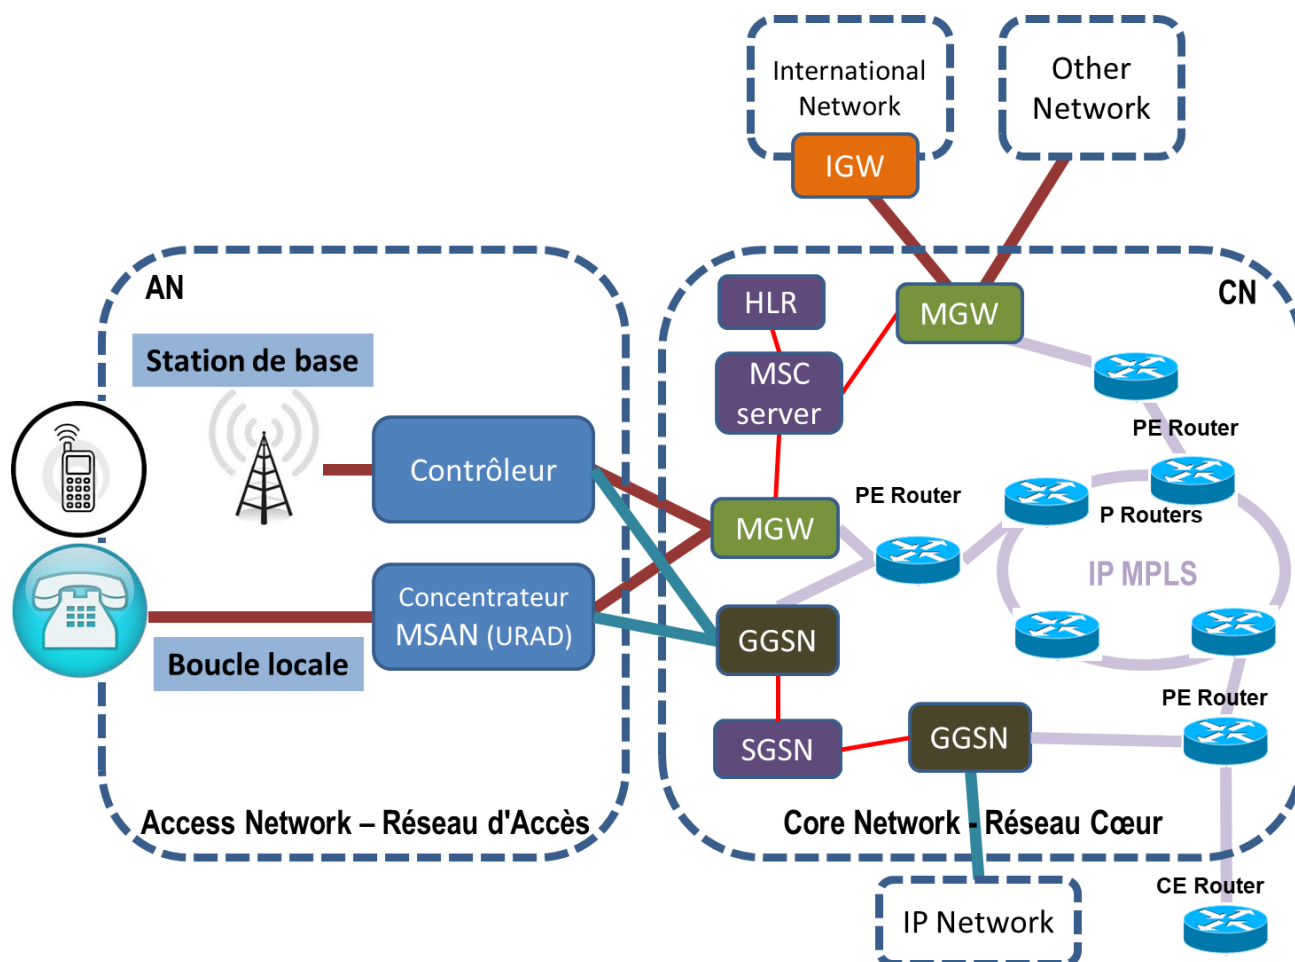 International
Network
Other
Network
IGW
AN
CN
HLR
MGW
Station de base
MSC
server
PE Router
Contrôleur
PE Router
P Routers
MGW
IP MPLS
Concentrateur
MSAN (URAD)
GGSN
Boucle locale
PE Router
GGSN
SGSN
Access Network – Réseau d'Accès
Core Network - Réseau Cœur
CE Router
IP Network